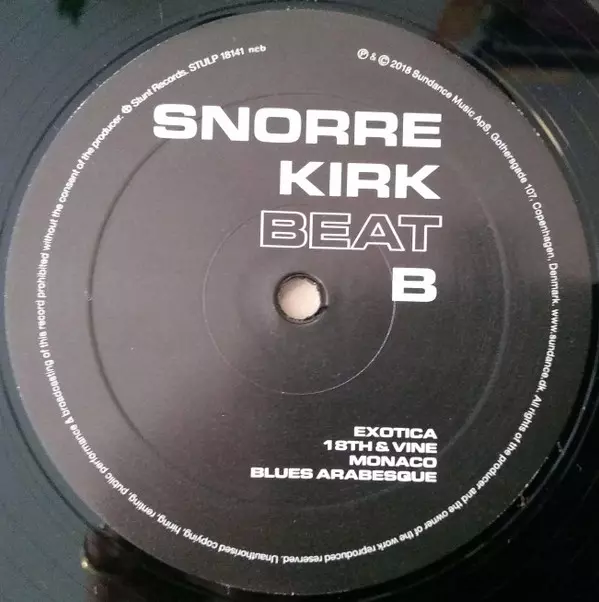 SNORRE
KIRK
BEAT
B
EXOTICA
18TH & VINE
MONACO
BLUES ARABESQUE
℗ & © 2018 Sundance Music ApS, Gothersgade 107, Copenhagen, Denmark. www.sundance.dk. All rights of the producer and the owner of the work reproduced reserved. Unauthorised copying, hiring, renting, public performance & broadcasting of this record prohibited without the consent of the producer. Stunt Records. STULP 18141 ncb